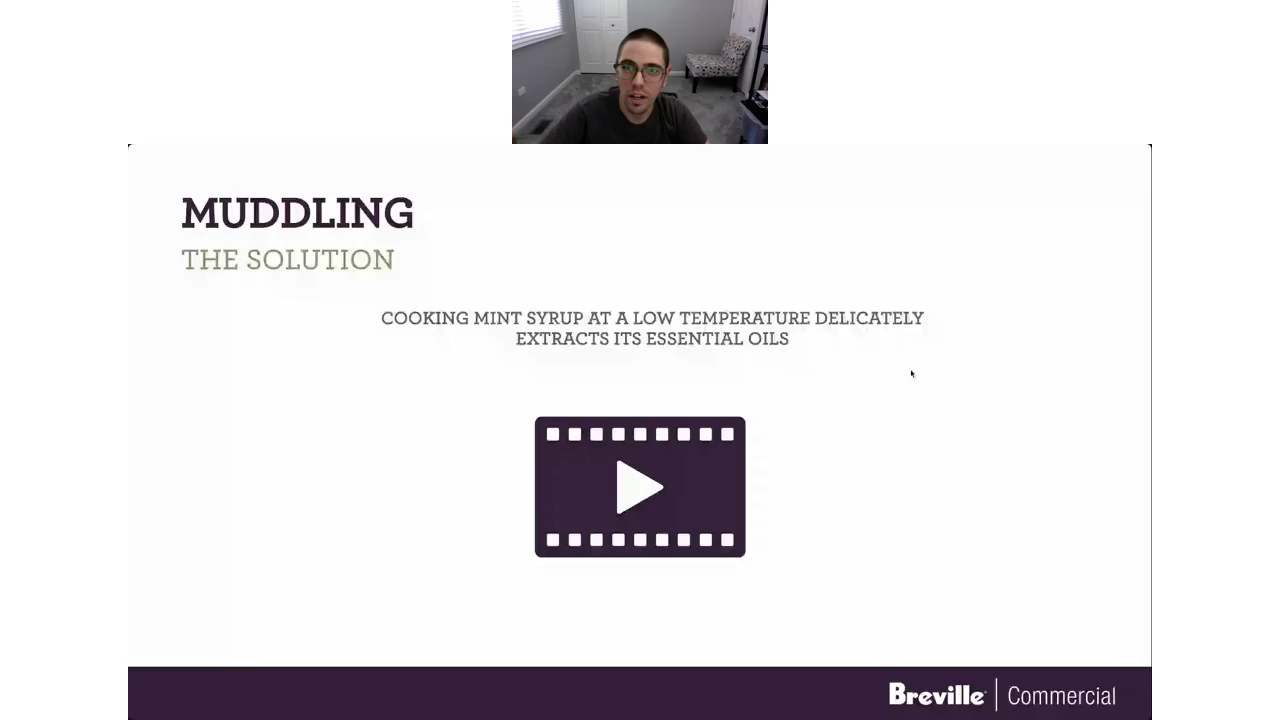 MUDDLING
THE SOLUTION
COOKING MINT SYRUP AT A LOW TEMPERATURE DELICATELY
EXTRACTS ITS ESSENTIAL OILS
Breville | Commercial